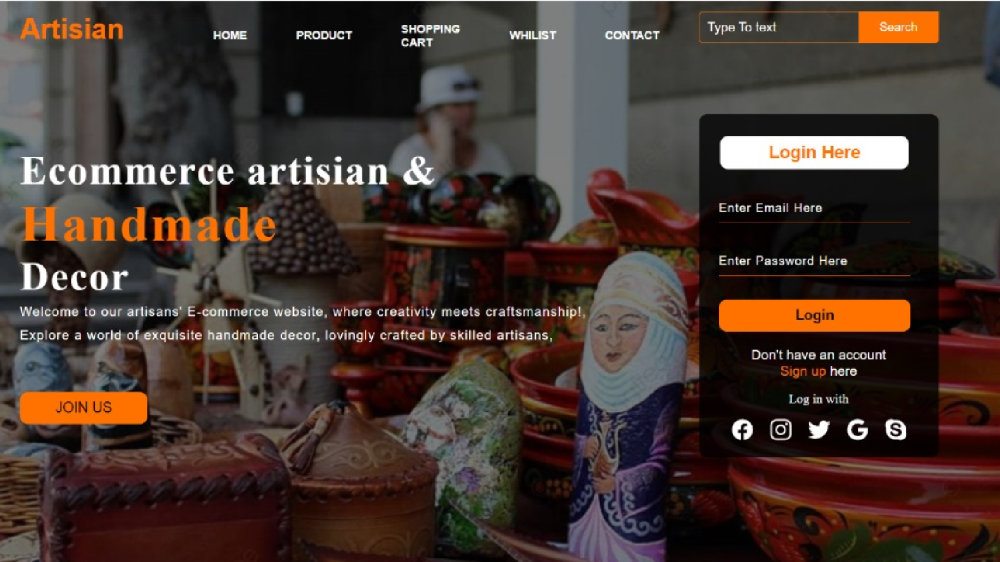 Artisian
HOME
PRODUCT
SHOPPING
CART
WHILIST
CONTACT
Type To text
Search
Ecommerce artisian &
Handmade
Decor
Welcome to our artisans' E-commerce website, where creativity meets craftsmanship!,
Explore a world of exquisite handmade decor, lovingly crafted by skilled artisans,
JOIN US
Login Here
Enter Email Here
Enter Password Here
Login
Don't have an account
Sign up here
Log in with